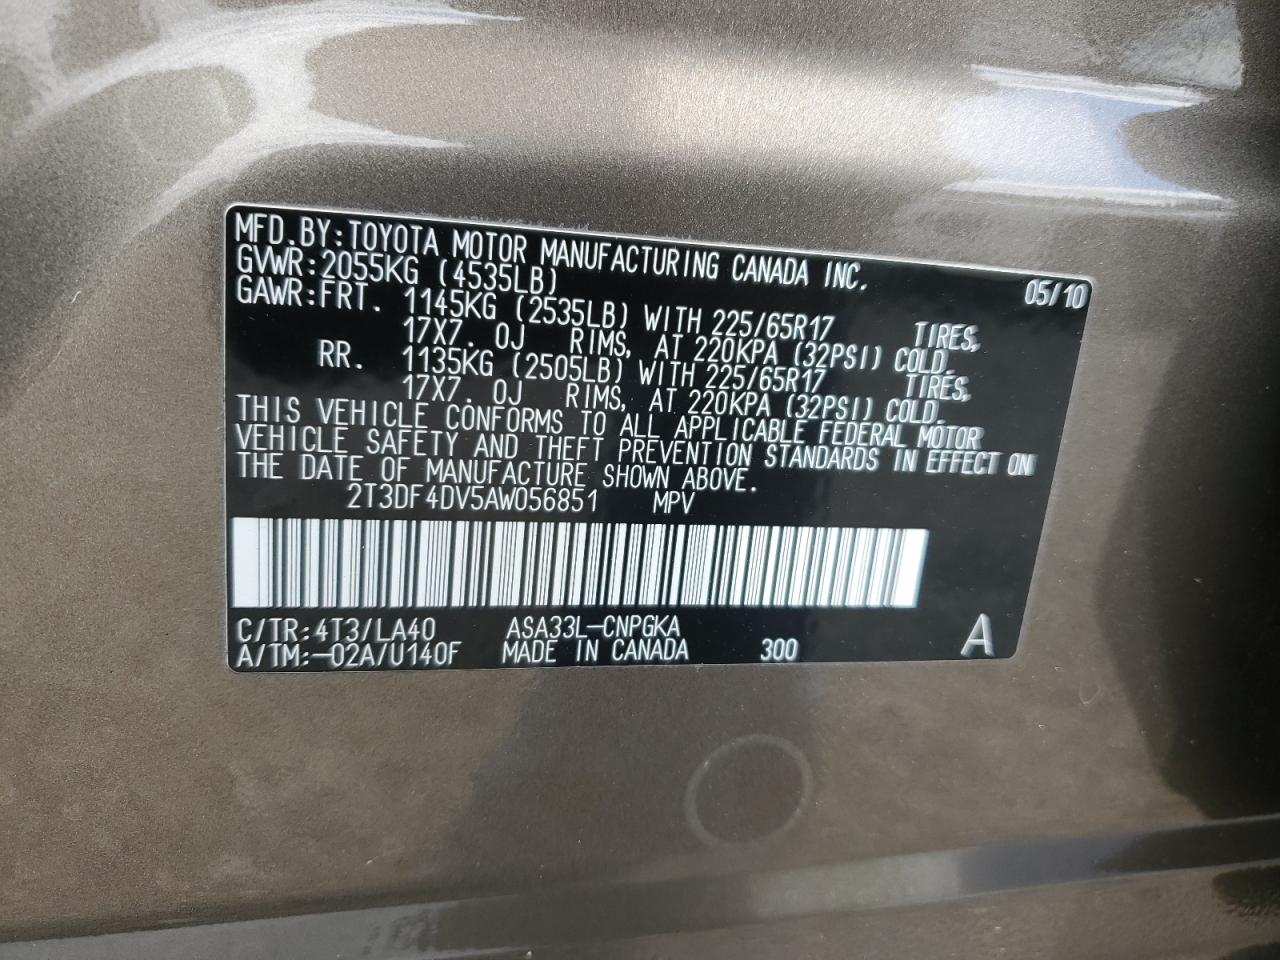 MFD.BY:TOYOTA MOTOR MANUFACTURING CANADA INC.
GVWR:2055KG (4535LB) 05/10
GAWR:FRT. 1145KG (2535LB) WITH 225/65R17 TIRES,
17X7. 0J RIMS, AT 220KPA (32PSI) COLD.
RR. 1135KG (2505LB) WITH 225/65R17 TIRES,
17X7. 0J RIMS, AT 220KPA (32PSI) COLD.
THIS VEHICLE CONFORMS TO ALL APPLICABLE FEDERAL MOTOR
VEHICLE SAFETY AND THEFT PREVENTION STANDARDS IN EFFECT ON
THE DATE OF MANUFACTURE SHOWN ABOVE.
2T3DF4DV5AW056851 MPV
C/TR:4T3/LA40 ASA33L-CNPGKA
A/TM:-02A/U140F MADE IN CANADA 300 A